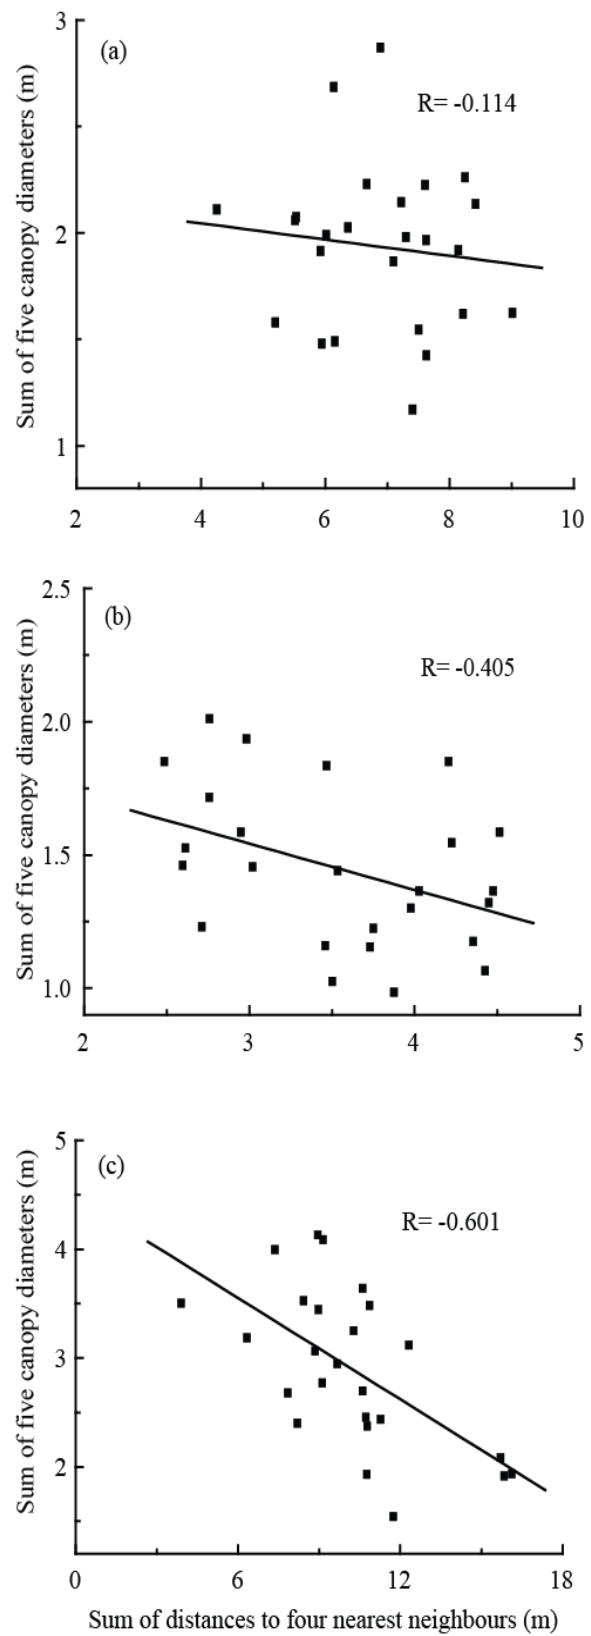 3
(a)
R= -0.114
Sum of five canopy diameters (m)
2
1
2 4 6 8 10
2.5
(b)
R= -0.405
Sum of five canopy diameters (m)
2.0
1.5
1.0
2 3 4 5
5
(c)
R= -0.601
Sum of five canopy diameters (m)
4
3
2
0 6 12 18
Sum of distances to four nearest neighbours (m)